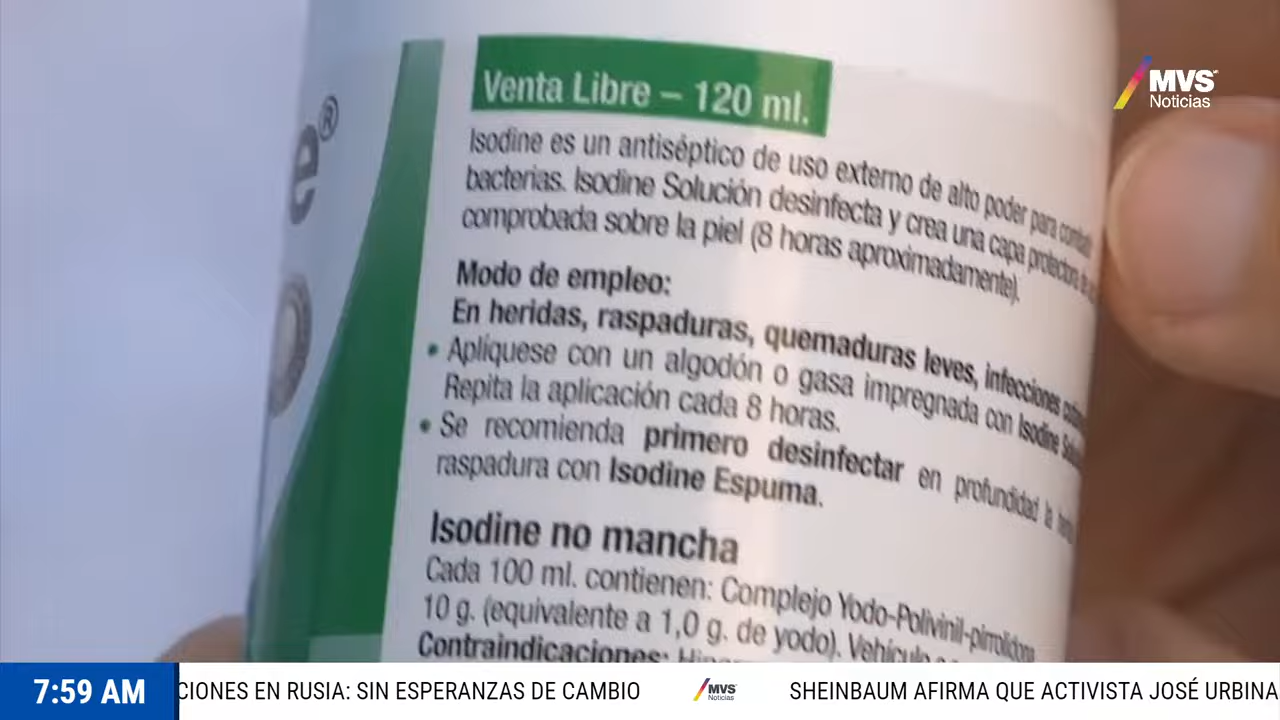 MVS
Noticias
e®
Venta Libre – 120 ml.
Isodine es un antiséptico de uso externo de alto poder para
bacterias. Isodine Solución desinfecta y crea una capa protectora de
comprobada sobre la piel (8 horas aproximadamente).
Modo de empleo:
En heridas, raspaduras, quemaduras leves, infecciones
• Aplíquese con un algodón o gasa impregnada con Isodine
Repita la aplicación cada 8 horas.
• Se recomienda primero desinfectar en profundidad la
raspadura con Isodine Espuma.
Isodine no mancha
Cada 100 ml. contienen: Complejo Yodo-Polivinil-pirrolidona
10 g. (equivalente a 1,0 g. de yodo). Vehículo
Contraindicaciones:
7:59 AM CIONES EN RUSIA: SIN ESPERANZAS DE CAMBIO MVS Noticias SHEINBAUM AFIRMA QUE ACTIVISTA JOSÉ URBINA